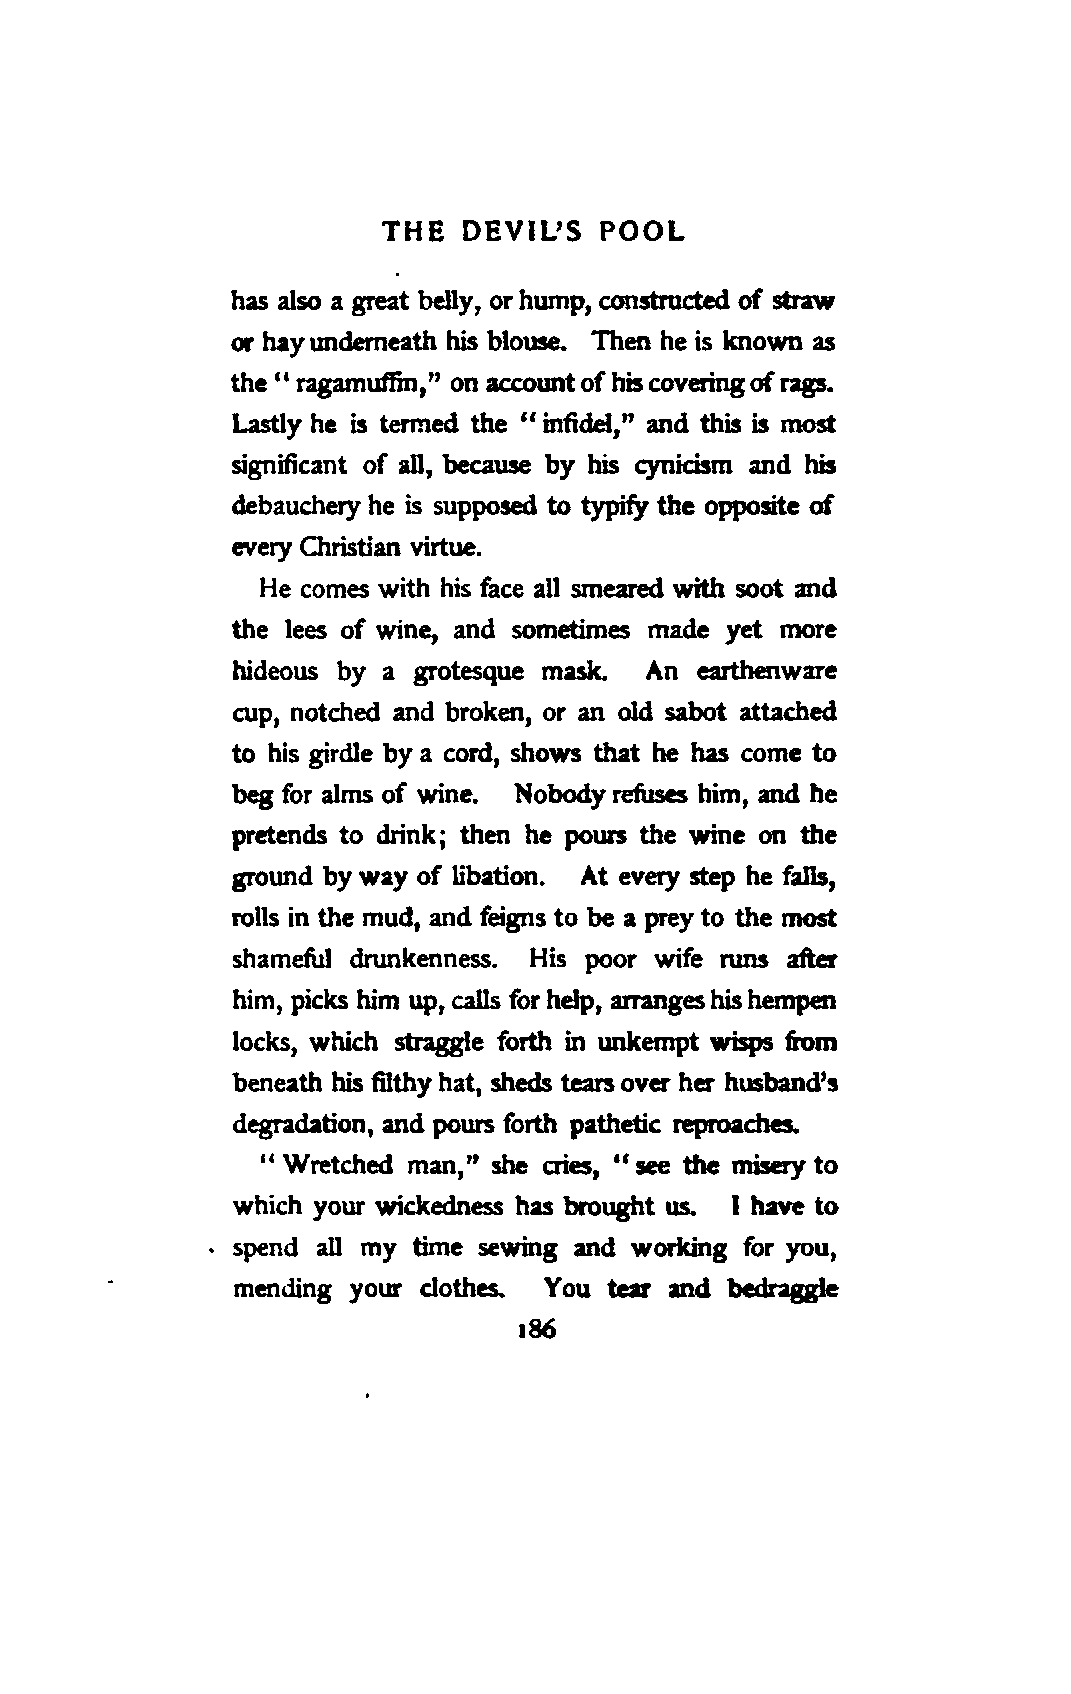 THE DEVIL'S POOL
has also a great belly, or hump, constructed of straw
or hay underneath his blouse. Then he is known as
the "ragamuffin," on account of his covering of rags.
Lastly he is termed the "infidel," and this is most
significant of all, because by his cynicism and his
debauchery he is supposed to typify the opposite of
every Christian virtue.
He comes with his face all smeared with soot and
the lees of wine, and sometimes made yet more
hideous by a grotesque mask. An earthenware
cup, notched and broken, or an old sabot attached
to his girdle by a cord, shows that he has come to
beg for alms of wine. Nobody refuses him, and he
pretends to drink; then he pours the wine on the
ground by way of libation. At every step he falls,
rolls in the mud, and feigns to be a prey to the most
shameful drunkenness. His poor wife runs after
him, picks him up, calls for help, arranges his hempen
locks, which straggle forth in unkempt wisps from
beneath his filthy hat, sheds tears over her husband's
degradation, and pours forth pathetic reproaches.
"Wretched man," she cries, "see the misery to
which your wickedness has brought us. I have to
spend all my time sewing and working for you,
mending your clothes. You tear and bedraggle
186